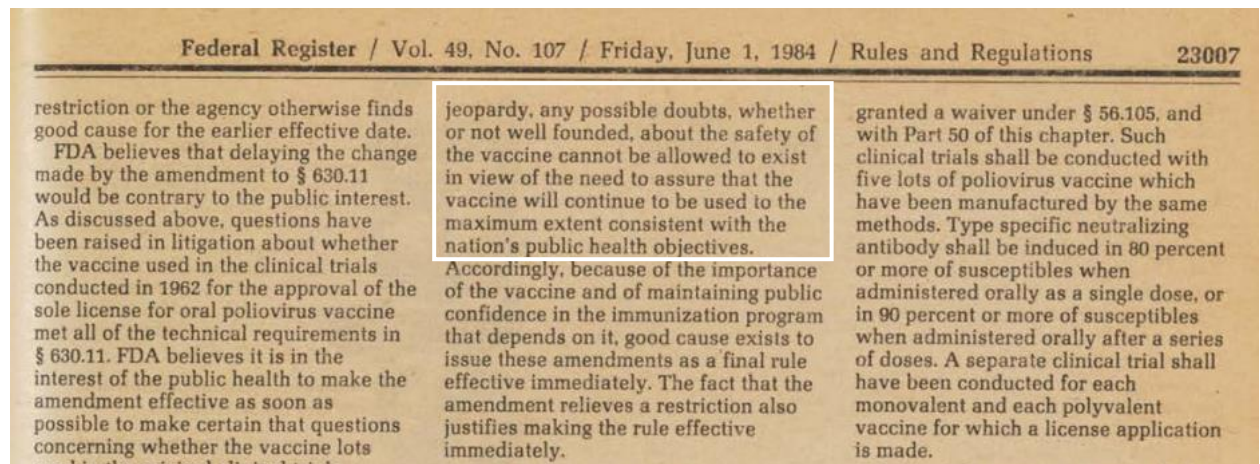 Federal Register / Vol. 49, No. 107 / Friday, June 1, 1984 / Rules and Regulations 23007
restriction or the agency otherwise finds
good cause for the earlier effective date.
FDA believes that delaying the change
made by the amendment to § 630.11
would be contrary to the public interest.
As discussed above, questions have
been raised in litigation about whether
the vaccine used in the clinical trials
conducted in 1962 for the approval of the
sole license for oral poliovirus vaccine
met all of the technical requirements in
§ 630.11. FDA believes it is in the
interest of the public health to make the
amendment effective as soon as
possible to make certain that questions
concerning whether the vaccine lots
jeopardy, any possible doubts, whether
or not well founded, about the safety of
the vaccine cannot be allowed to exist
in view of the need to assure that the
vaccine will continue to be used to the
maximum extent consistent with the
nation's public health objectives.
Accordingly, because of the importance
of the vaccine and of maintaining public
confidence in the immunization program
that depends on it, good cause exists to
issue these amendments as a final rule
effective immediately. The fact that the
amendment relieves a restriction also
justifies making the rule effective
immediately.
granted a waiver under § 56.105, and
with Part 50 of this chapter. Such
clinical trials shall be conducted with
five lots of poliovirus vaccine which
have been manufactured by the same
methods. Type specific neutralizing
antibody shall be induced in 80 percent
or more of susceptibles when
administered orally as a single dose, or
in 90 percent or more of susceptibles
when administered orally after a series
of doses. A separate clinical trial shall
have been conducted for each
monovalent and each polyvalent
vaccine for which a license application
is made.